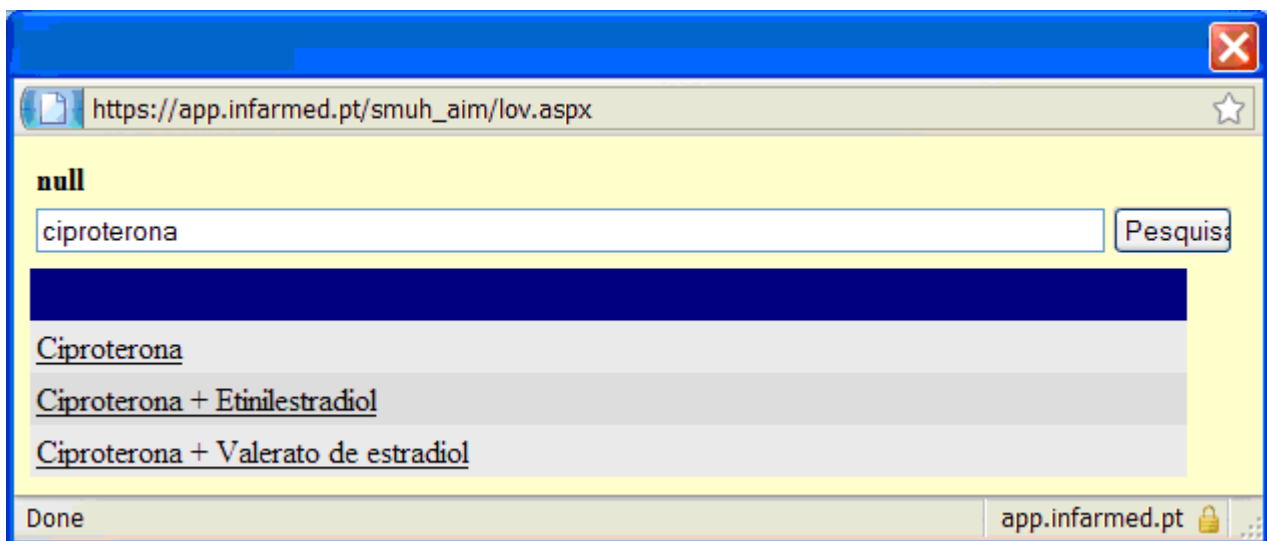 https://app.infarmed.pt/smuh_aim/lov.aspx
null
ciproterona Pesquisa
Ciproterona
Ciproterona + Etinilestradiol
Ciproterona + Valerato de estradiol
Done app.infarmed.pt